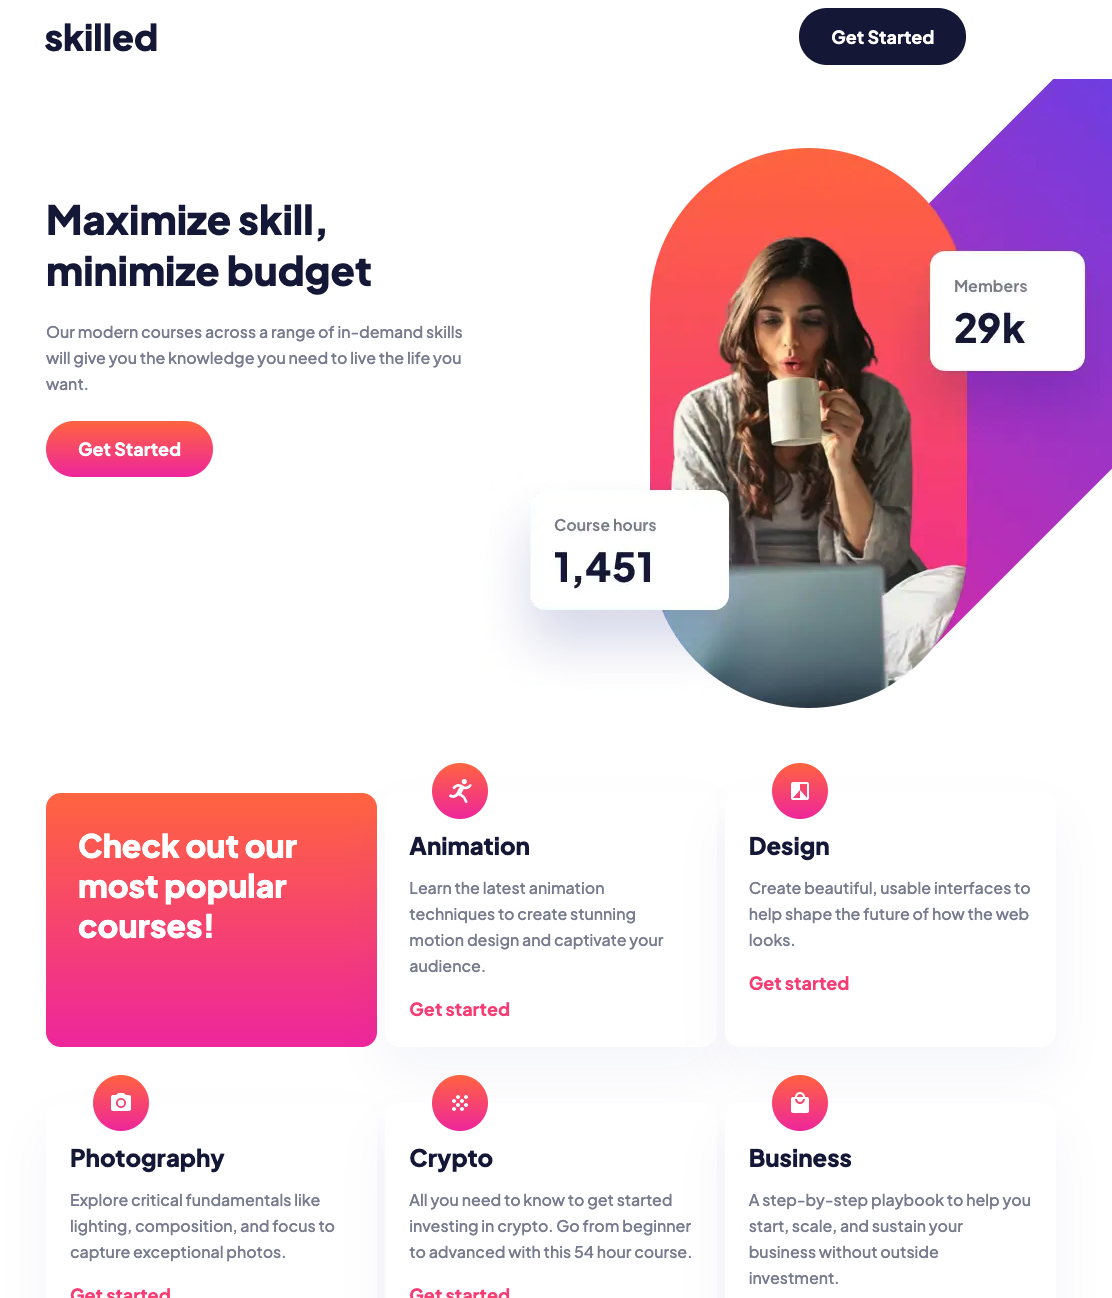 skilled
Get Started
Maximize skill,
minimize budget
Our modern courses across a range of in-demand skills
will give you the knowledge you need to live the life you
want.
Get Started
Members
29k
Course hours
1,451
Check out our
most popular
courses!
Animation
Learn the latest animation
techniques to create stunning
motion design and captivate your
audience.
Get started
Design
Create beautiful, usable interfaces to
help shape the future of how the web
looks.
Get started
Photography
Explore critical fundamentals like
lighting, composition, and focus to
capture exceptional photos.
Get started
Crypto
All you need to know to get started
investing in crypto. Go from beginner
to advanced with this 54 hour course.
Get started
Business
A step-by-step playbook to help you
start, scale, and sustain your
business without outside
investment.